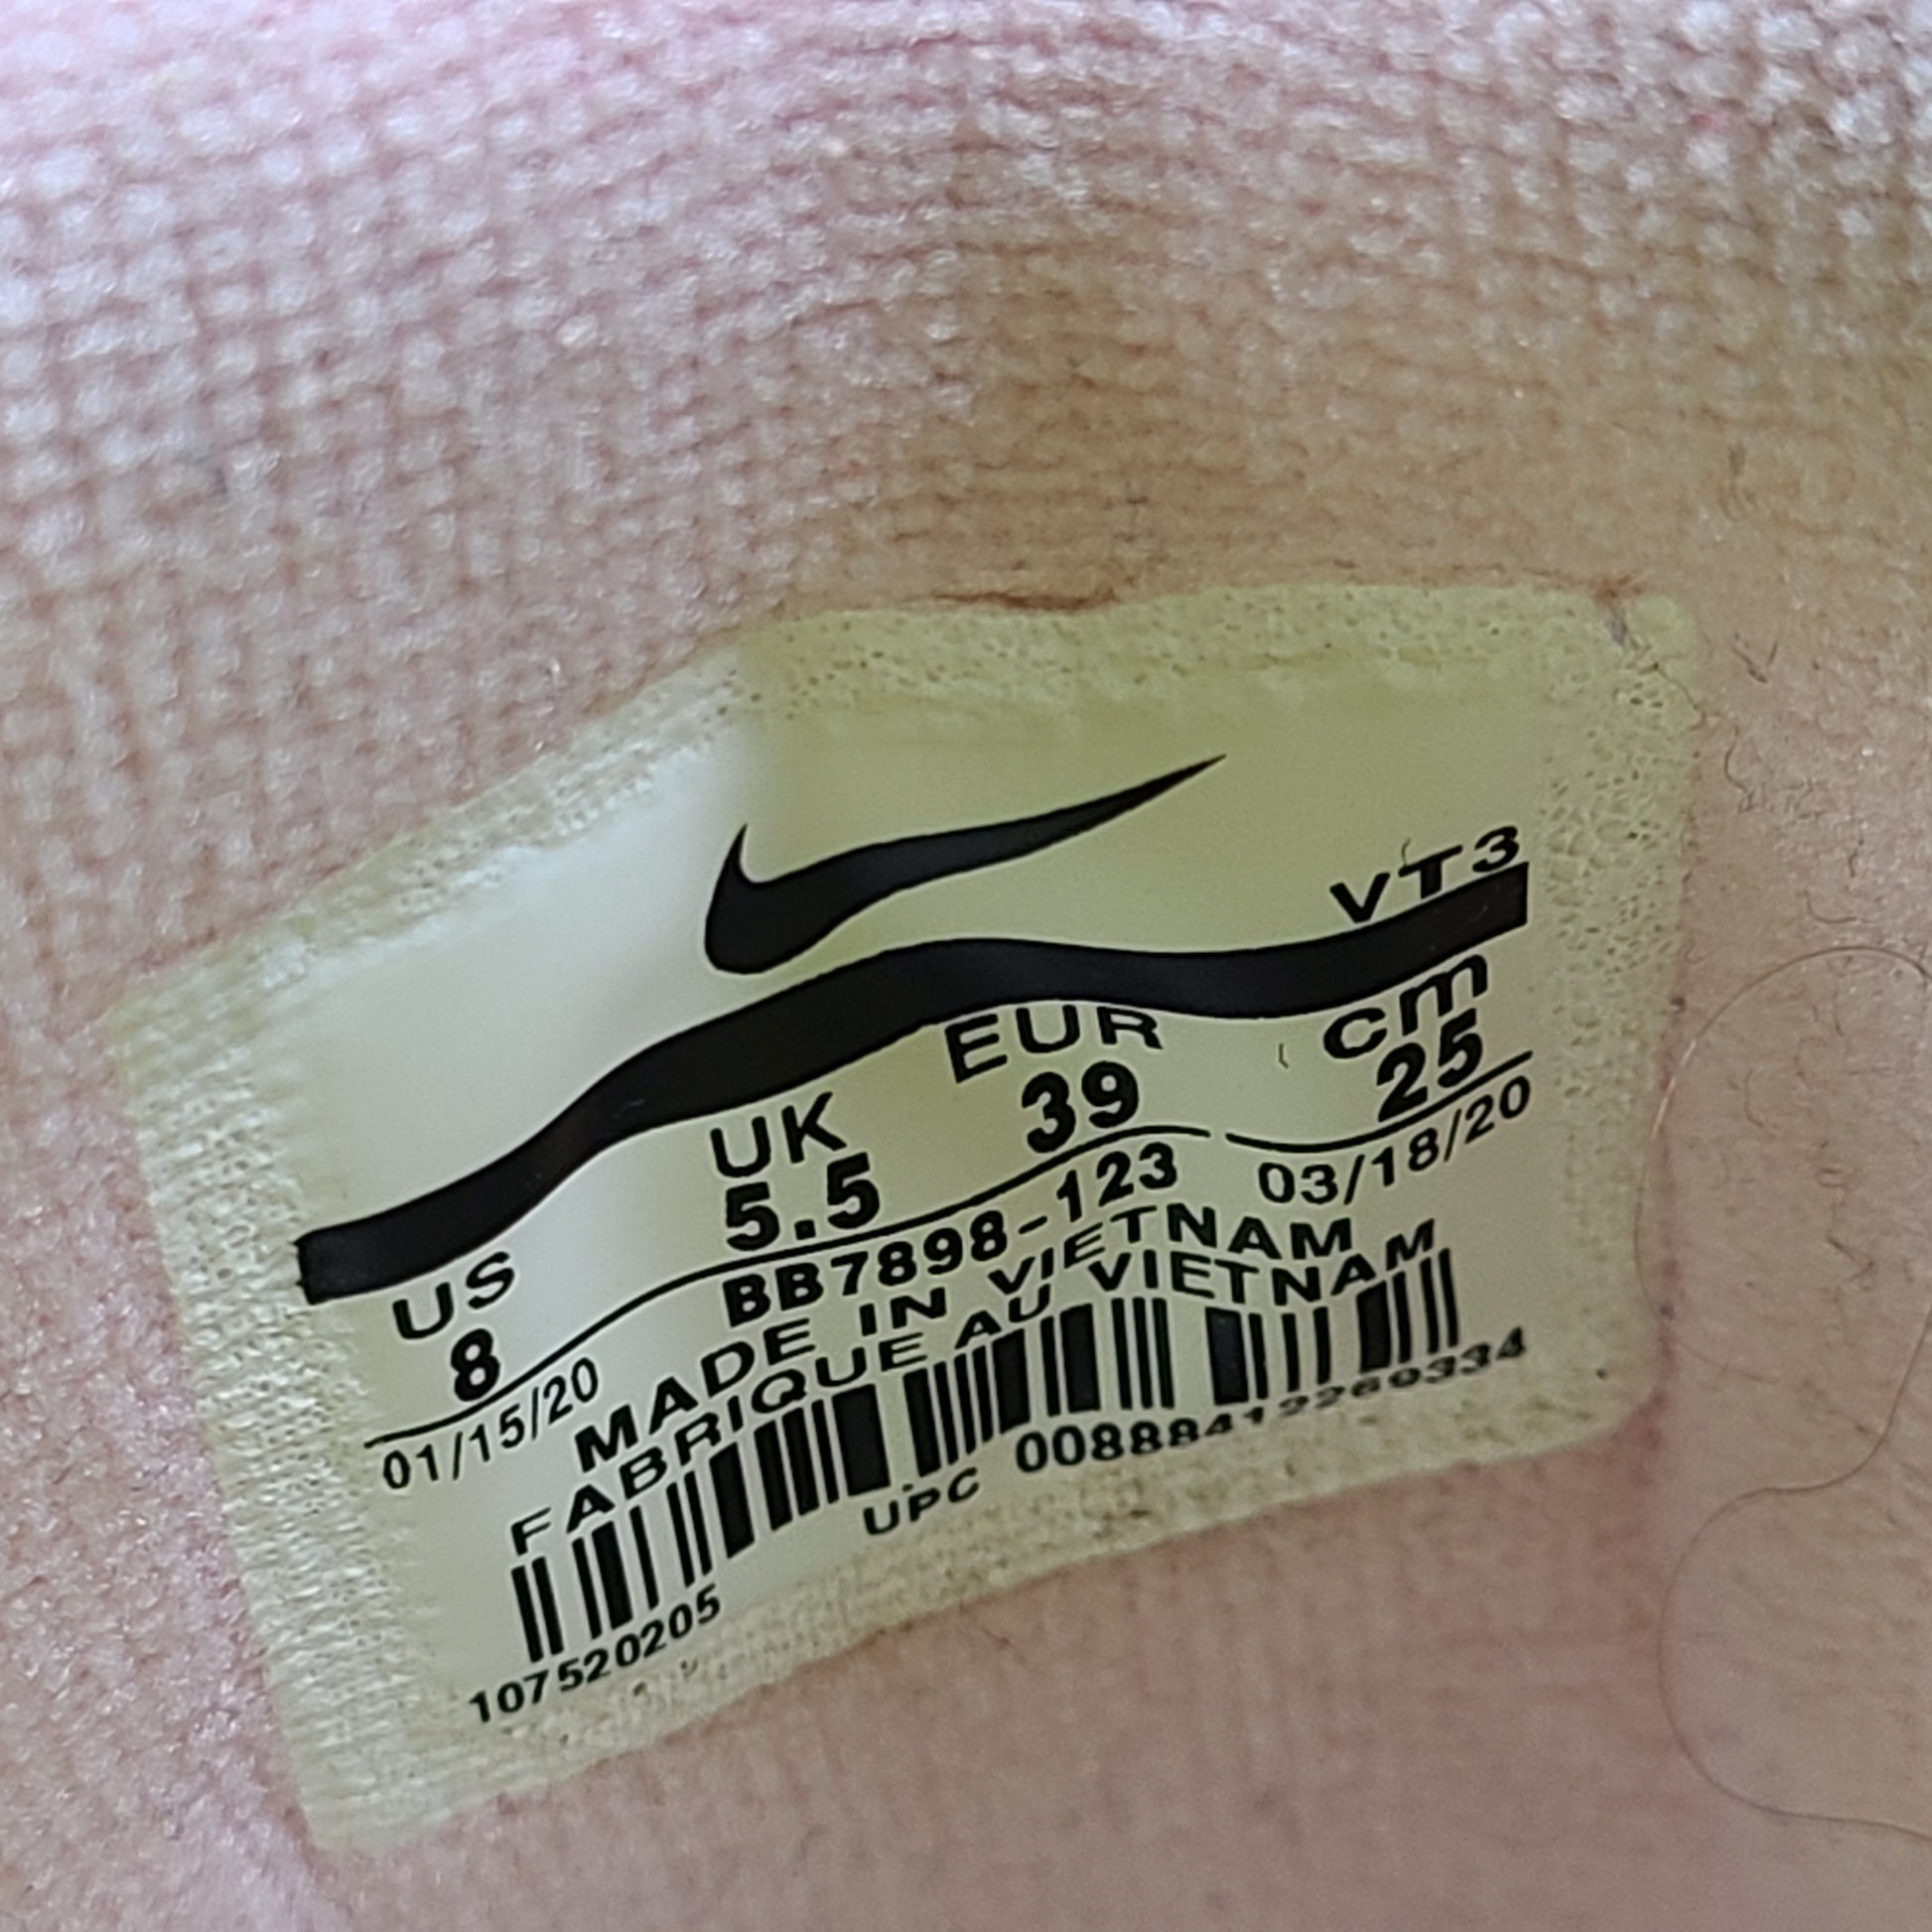 VT3
US UK EUR cm
8 5.5 39 25
01/15/20 BB7898-123 03/18/20
MADE IN VIETNAM
FABRIQUE AU VIETNAM
UPC 00888412269334
107520205